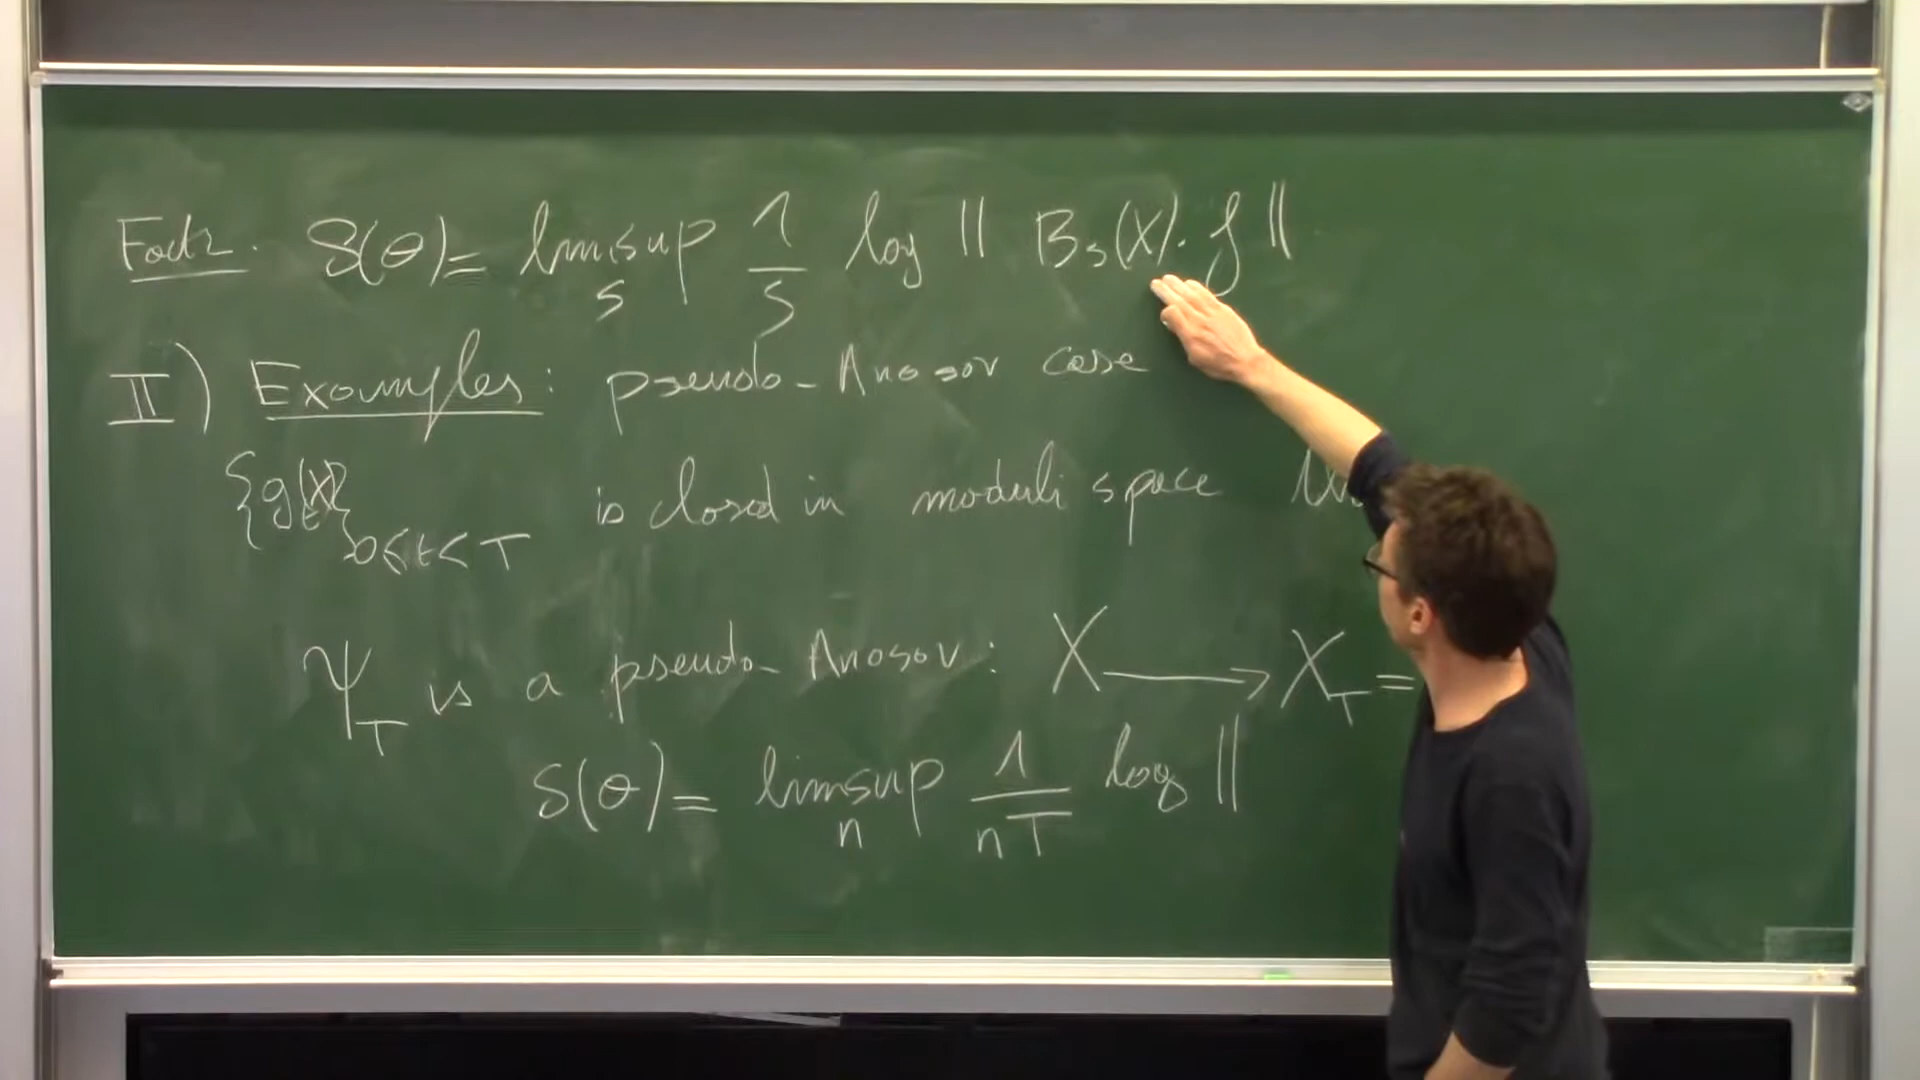 Fact 2. δ(θ) = limsup_s 1/s log || B_s(X). f ||
II) Examples: pseudo-Anosov case
{g_t(X)}_{0<t<T} is closed in moduli space
Ψ_T is a pseudo-Anosov: X ⟶ X_T =
δ(θ) = limsup_n 1/nT log ||